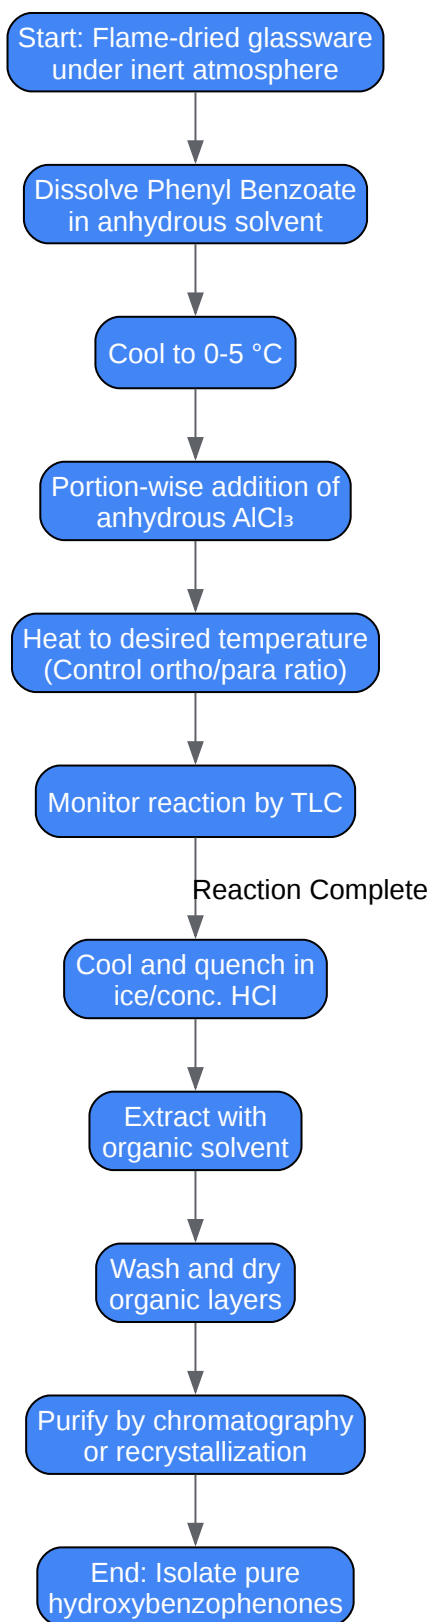 Start: Flame-dried glassware
under inert atmosphere
Dissolve Phenyl Benzoate
in anhydrous solvent
Cool to 0-5 °C
Portion-wise addition of
anhydrous AlCl₃
Heat to desired temperature
(Control ortho/para ratio)
Monitor reaction by TLC
Reaction Complete
Cool and quench in
ice/conc. HCl
Extract with
organic solvent
Wash and dry
organic layers
Purify by chromatography
or recrystallization
End: Isolate pure
hydroxybenzophenones